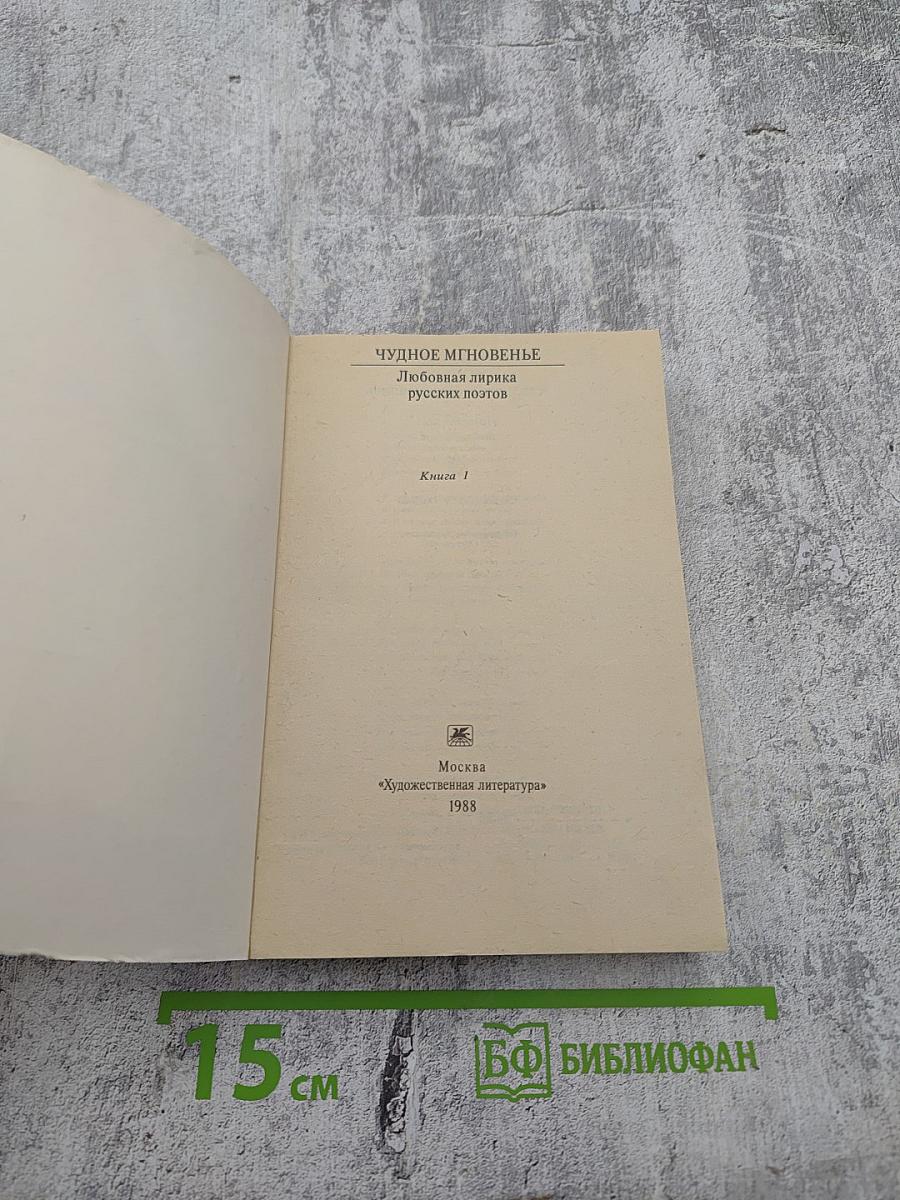 ЧУДНОЕ МГНОВЕНЬЕ
Любовная лирика
русских поэтов
Книга 1
Москва
«Художественная литература»
1988
15 см
БФ БИБЛИОФАН